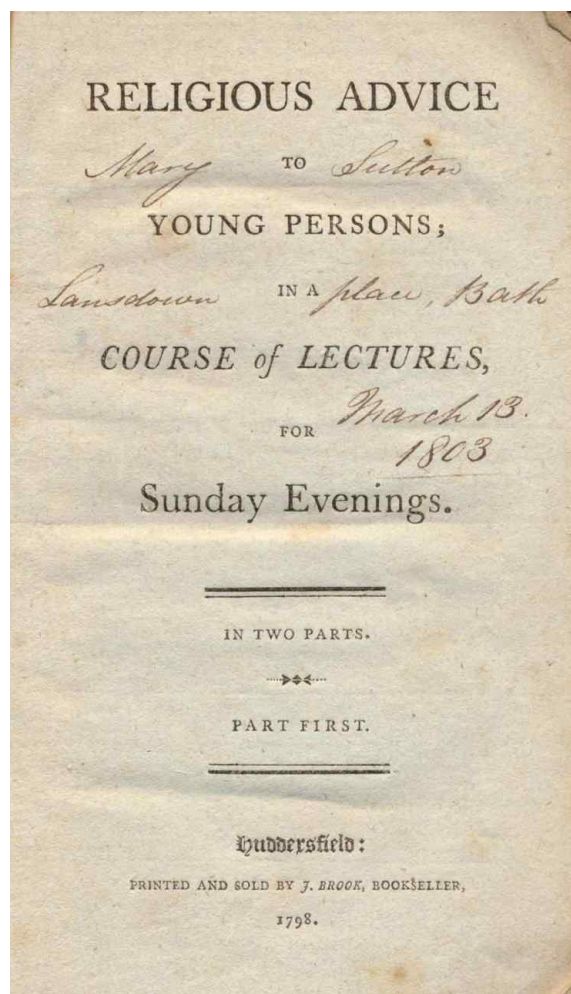 RELIGIOUS ADVICE
Mary TO Sutton
YOUNG PERSONS;
Lansdown IN A place, Bath
COURSE of LECTURES,
March 13.
FOR
1803
Sunday Evenings.
IN TWO PARTS.
PART FIRST.
Huddersfield:
PRINTED AND SOLD BY J. BROOK, BOOKSELLER,
1798.